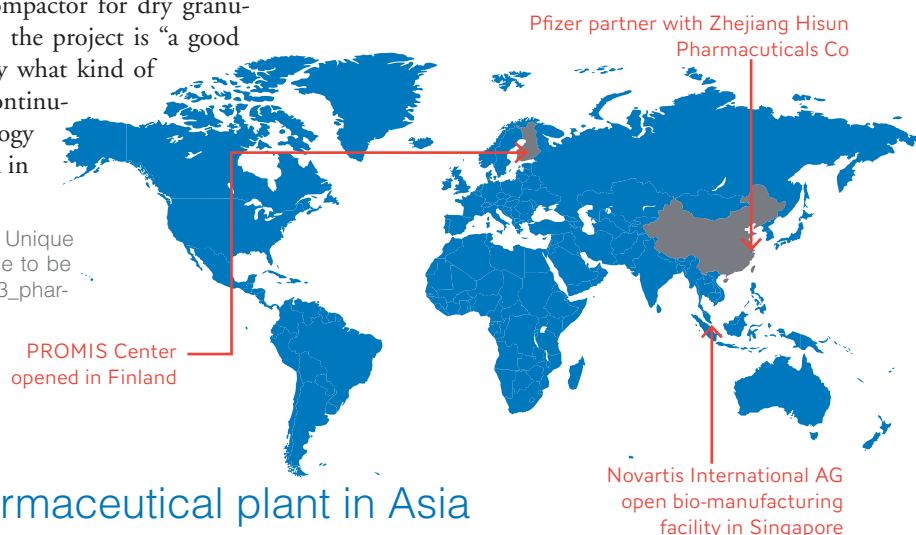 ompactor for dry granu-
the project is “a good
what kind of
ontinu-
ology
in
Unique
e to be
3_phar-
Pfizer partner with Zhejiang Hisun
Pharmacuticals Co
PROMIS Center
opened in Finland
Novartis International AG
open bio-manufacturing
facility in Singapore
rmaceutical plant in Asia